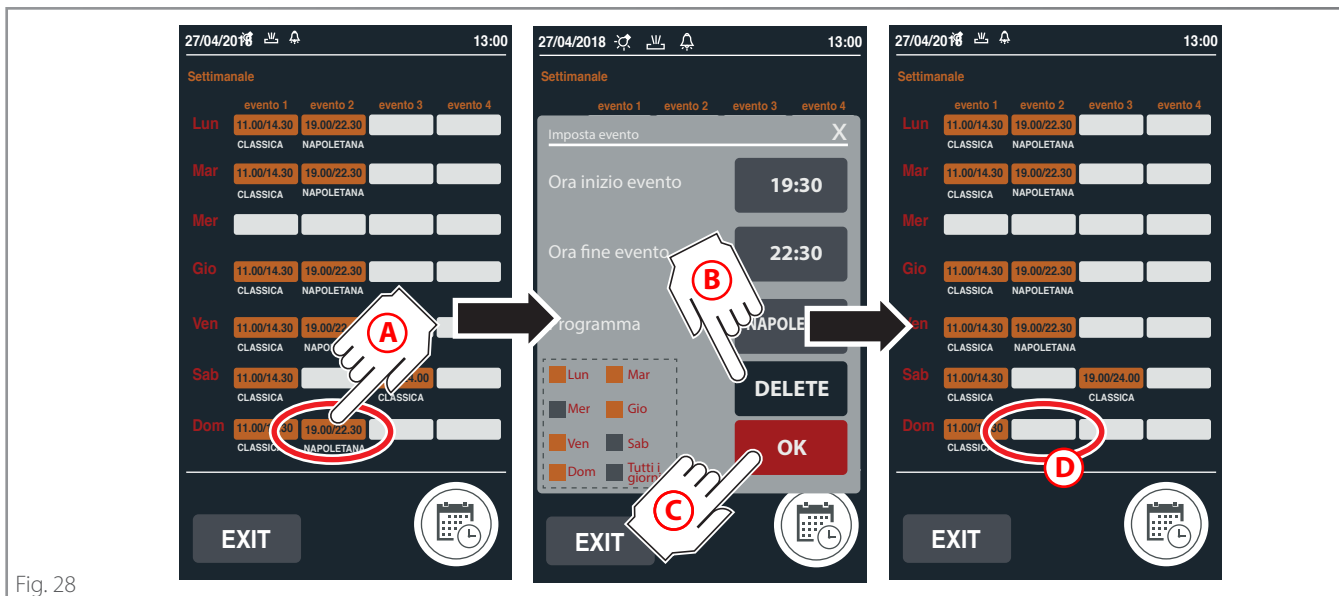 27/04/2018 13:00
Settimanale
evento 1 evento 2 evento 3 evento 4
Lun 11.00/14.30 19.00/22.30
CLASSICA NAPOLETANA
Mar 11.00/14.30 19.00/22.30
CLASSICA NAPOLETANA
Mer
Gio 11.00/14.30 19.00/22.30
CLASSICA NAPOLETANA
Ven 11.00/14.30
CLASSICA
A
Sab 11.00/14.30
CLASSICA CLASSICA
Dom 19.00/22.30
CLASSICA NAPOLETANA
EXIT
27/04/2018 13:00
Settimanale
evento 1 evento 2 evento 3 evento 4
Imposta evento X
Ora inizio evento 19:30
Ora fine evento 22:30
B
Programma
Lun Mar
Mer Gio
Ven Sab
Dom Tutti i
DELETE
OK
C
EXIT
27/04/2018 13:00
Settimanale
evento 1 evento 2 evento 3 evento 4
Lun 11.00/14.30 19.00/22.30
CLASSICA NAPOLETANA
Mar 11.00/14.30 19.00/22.30
CLASSICA NAPOLETANA
Mer
Gio 11.00/14.30 19.00/22.30
CLASSICA NAPOLETANA
Ven 11.00/14.30 19.00/22.30
CLASSICA NAPOLETANA
Sab 11.00/14.30 19.00/24.00
CLASSICA CLASSICA
Dom
CLASSICA
D
EXIT
Fig. 28